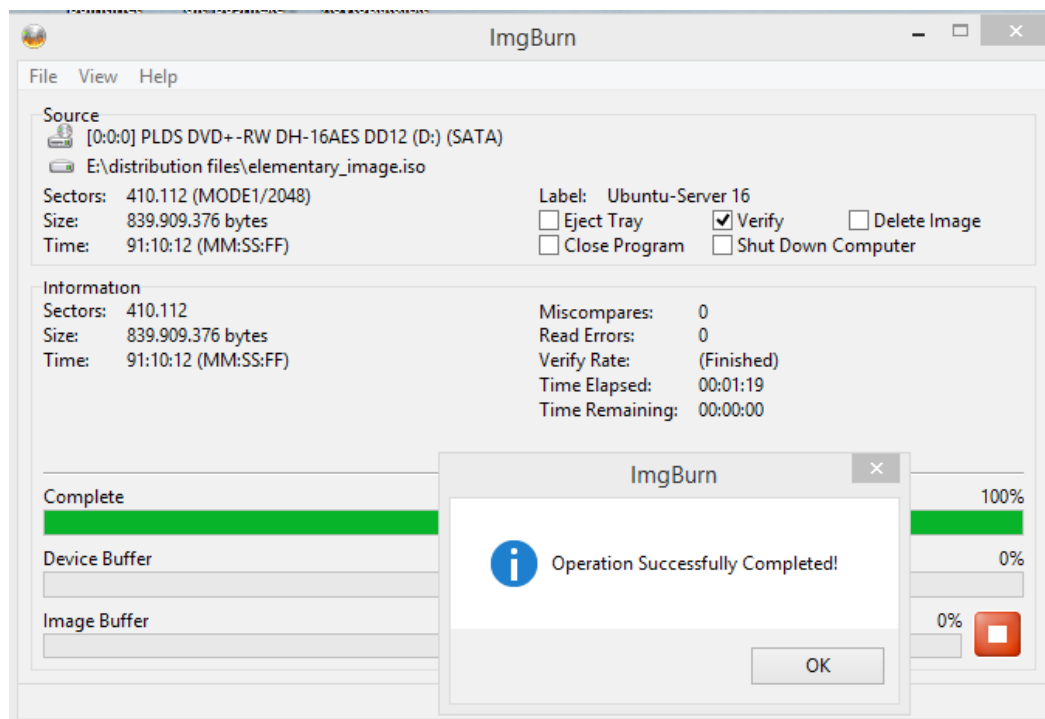 ImgBurn
File View Help
Source
[0:0:0] PLDS DVD+-RW DH-16AES DD12 (D:) (SATA)
E:\distribution files\elementary_image.iso
Sectors: 410.112 (MODE1/2048) Label: Ubuntu-Server 16
Size: 839.909.376 bytes Eject Tray Verify Delete Image
Time: 91:10:12 (MM:SS:FF) Close Program Shut Down Computer
Information
Sectors: 410.112 Miscompares: 0
Size: 839.909.376 bytes Read Errors: 0
Time: 91:10:12 (MM:SS:FF) Verify Rate: (Finished)
Time Elapsed: 00:01:19
Time Remaining: 00:00:00
ImgBurn
Complete 100%
Operation Successfully Completed!
Device Buffer 0%
Image Buffer 0%
OK